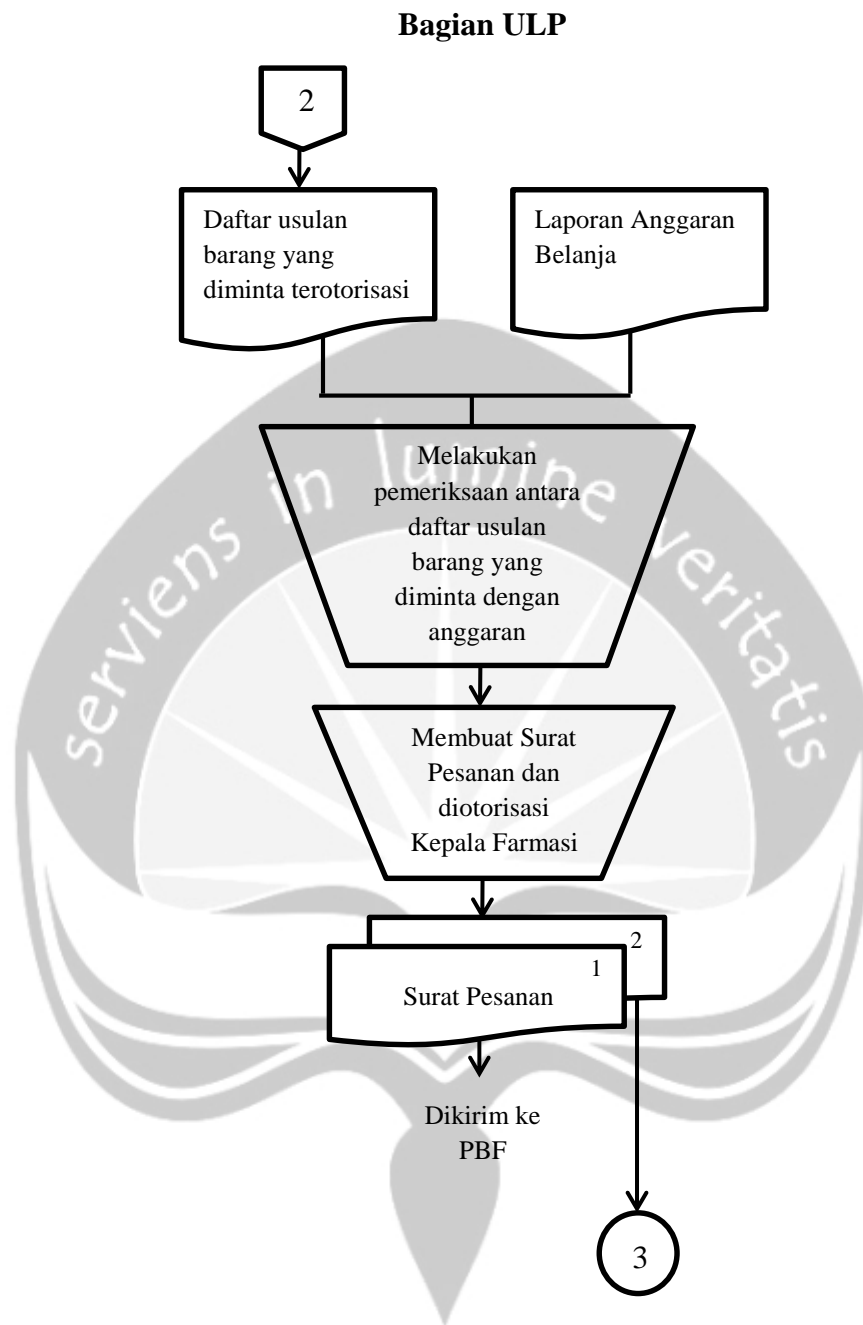 Bagian ULP
2
Daftar usulan
barang yang
diminta terotorisasi
Laporan Anggaran
Belanja
Melakukan
pemeriksaan antara
daftar usulan
barang yang
diminta dengan
anggaran
Membuat Surat
Pesanan dan
diotorisasi
Kepala Farmasi
2
1
Surat Pesanan
Dikirim ke
PBF
3
serviens in lumine veritatis